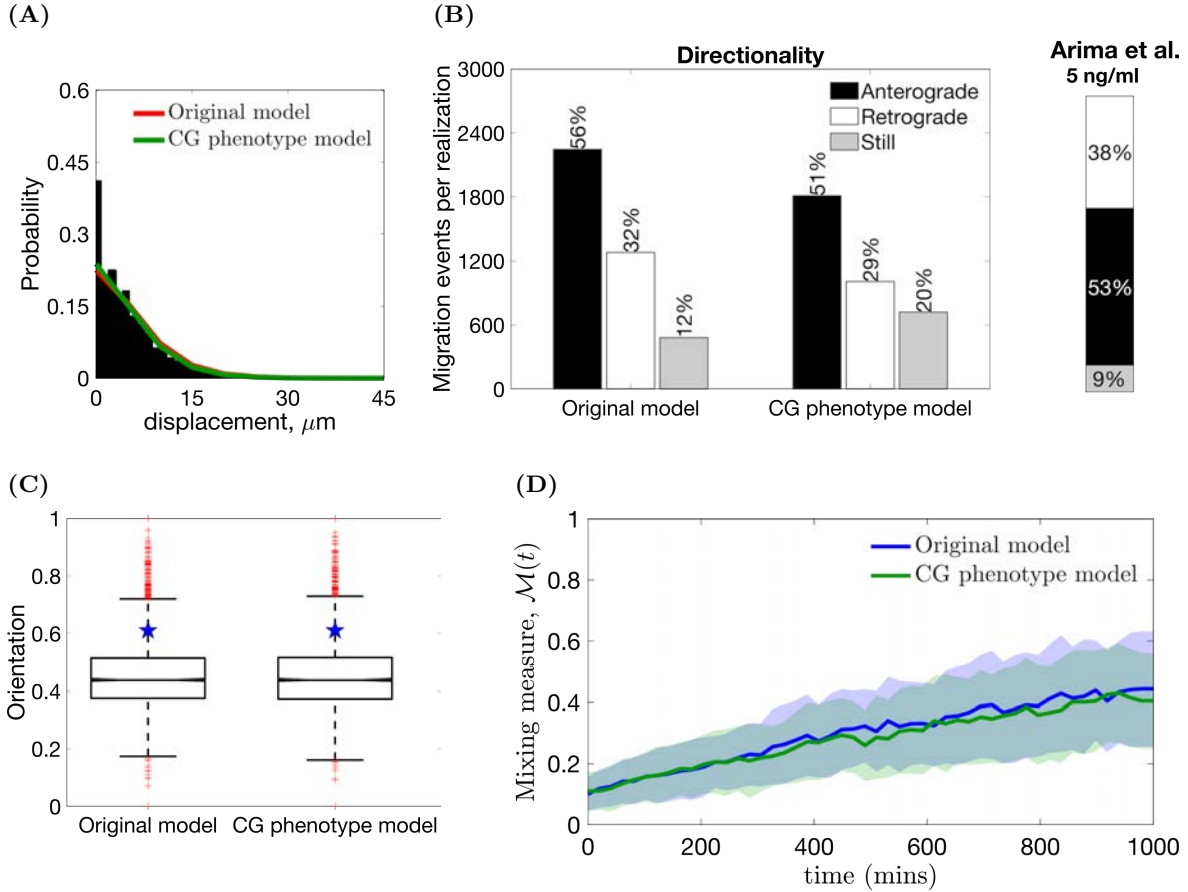 (A)
0.6
0.45
0.3
0.15
0
Probability
Original model
CG phenotype model
0
15
30
45
displacement, μm
(B)
Directionality
3000
2400
1800
1200
600
0
Migration events per realization
Anterograde
Retrograde
Still
56%
32%
12%
51%
29%
20%
Original model
CG phenotype model
Arima et al.
5 ng/ml
38%
53%
9%
(C)
1
0.8
0.6
0.4
0.2
0
Orientation
Original model
CG phenotype model
(D)
1
0.8
0.6
0.4
0.2
0
Mixing measure, M(t)
Original model
CG phenotype model
0
200
400
600
800
1000
time (mins)